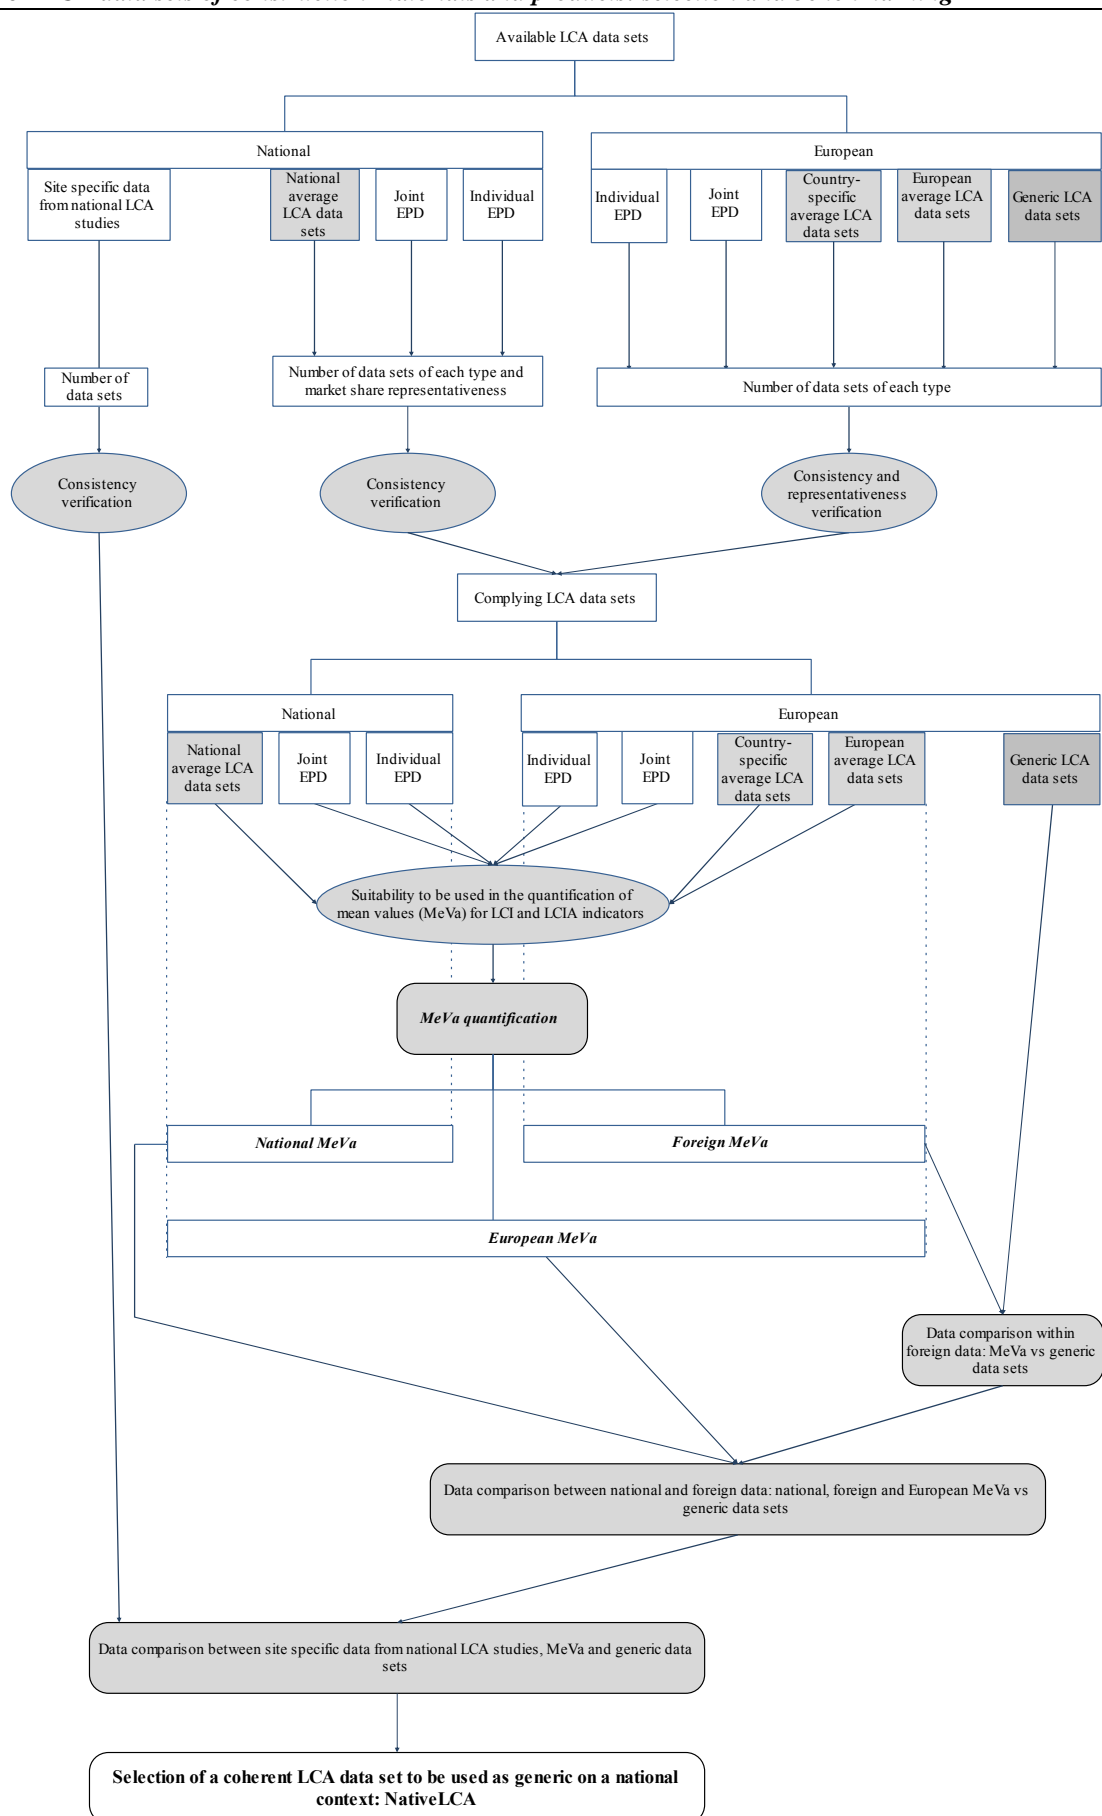 Available LCA data sets
National
European
Site specific data
from national LCA
studies
National
average
LCA data
sets
Joint
EPD
Individual
EPD
Individual
EPD
Joint
EPD
Country-
specific
average LCA
data sets
European
average LCA
data sets
Generic LCA
data sets
Number of
data sets
Number of data sets of each type and
market share representativeness
Number of data sets of each type
Consistency
verification
Consistency
verification
Consistency and
representativeness
verification
Complying LCA data sets
National
European
National
average LCA
data sets
Joint
EPD
Individual
EPD
Individual
EPD
Joint
EPD
Country-
specific
average LCA
data sets
European
average LCA
data sets
Generic LCA
data sets
Suitability to be used in the quantification of
mean values (MeVa) for LCI and LCIA indicators
MeVa quantification
National MeVa
Foreign MeVa
European MeVa
Data comparison within
foreign data: MeVa vs generic
data sets
Data comparison between national and foreign data: national, foreign and European MeVa vs
generic data sets
Data comparison between site specific data from national LCA studies, MeVa and generic data
sets
Selection of a coherent LCA data set to be used as generic on a national
context: NativeLCA